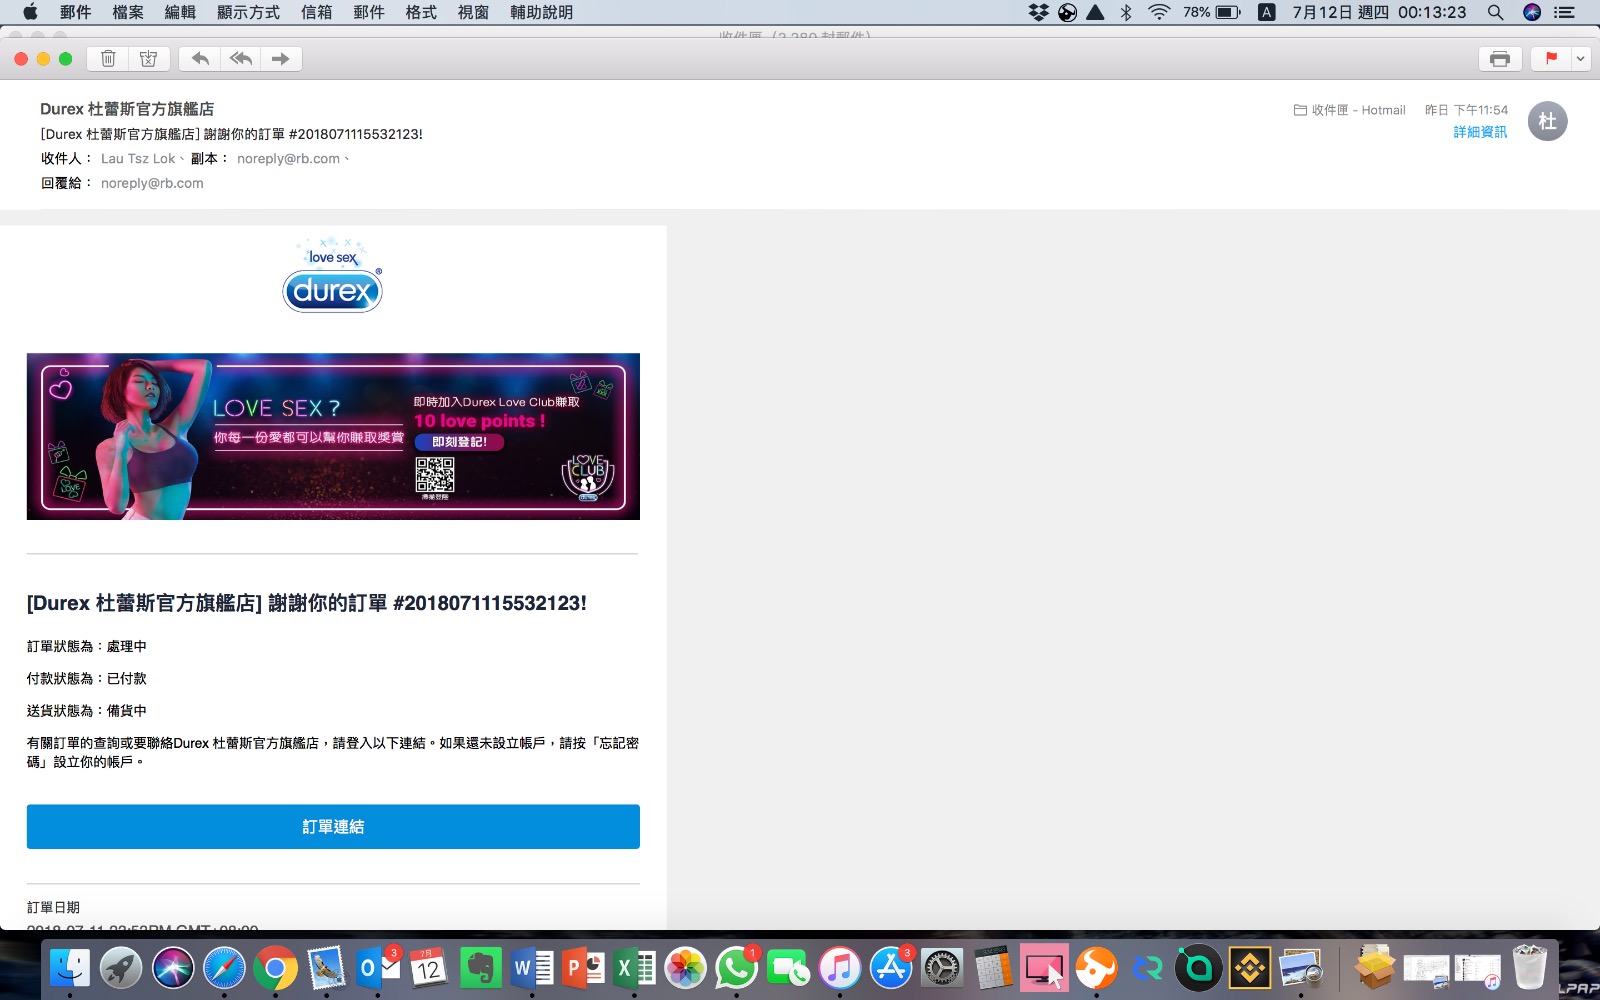 郵件 檔案 編輯 顯示方式 信箱 郵件 格式 視窗 輔助說明 78% A 7月12日 週四 00:13:23
收件匣 (2,280 封郵件)
Durex 杜蕾斯官方旗艦店
收件匣 - Hotmail 昨日 下午11:54
杜
[Durex 杜蕾斯官方旗艦店] 謝謝你的訂單 #2018071115532123!
詳細資訊
收件人： Lau Tsz Lok、 副本： noreply@rb.com、
回覆給： noreply@rb.com
love sex
durex®
LOVE SEX ?
你每一份愛都可以幫你賺取獎賞
即時加入Durex Love Club賺取
10 love points !
即刻登記!
LOVE
CLUB
LOVE
[Durex 杜蕾斯官方旗艦店] 謝謝你的訂單 #2018071115532123!
訂單狀態為：處理中
付款狀態為：已付款
送貨狀態為：備貨中
有關訂單的查詢或要聯絡Durex 杜蕾斯官方旗艦店，請登入以下連結。如果還未設立帳戶，請按「忘記密
碼」設立你的帳戶。
訂單連結
訂單日期
3
7月
12
W
P
X
1
3